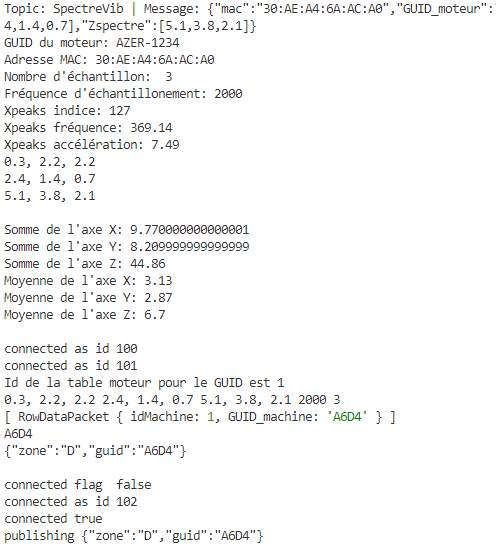 Topic: SpectreVib | Message: {"mac":"30:AE:A4:6A:AC:A0","GUID_moteur":"
4,1.4,0.7],"Zspectre":[5.1,3.8,2.1]}
GUID du moteur: AZER-1234
Adresse MAC: 30:AE:A4:6A:AC:A0
Nombre d'échantillon:  3
Fréquence d'échantillonement: 2000
Xpeaks indice: 127
Xpeaks fréquence: 369.14
Xpeaks accélération: 7.49
0.3, 2.2, 2.2
2.4, 1.4, 0.7
5.1, 3.8, 2.1
Somme de l'axe X: 9.770000000000001
Somme de l'axe Y: 8.209999999999999
Somme de l'axe Z: 44.86
Moyenne de l'axe X: 3.13
Moyenne de l'axe Y: 2.87
Moyenne de l'axe Z: 6.7
connected as id 100
connected as id 101
Id de la table moteur pour le GUID est 1
0.3, 2.2, 2.2 2.4, 1.4, 0.7 5.1, 3.8, 2.1 2000 3
[ RowDataPacket { idMachine: 1, GUID_machine: 'A6D4' } ]
A6D4
{"zone":"D","guid":"A6D4"}
connected flag  false
connected as id 102
connected true
publishing {"zone":"D","guid":"A6D4"}